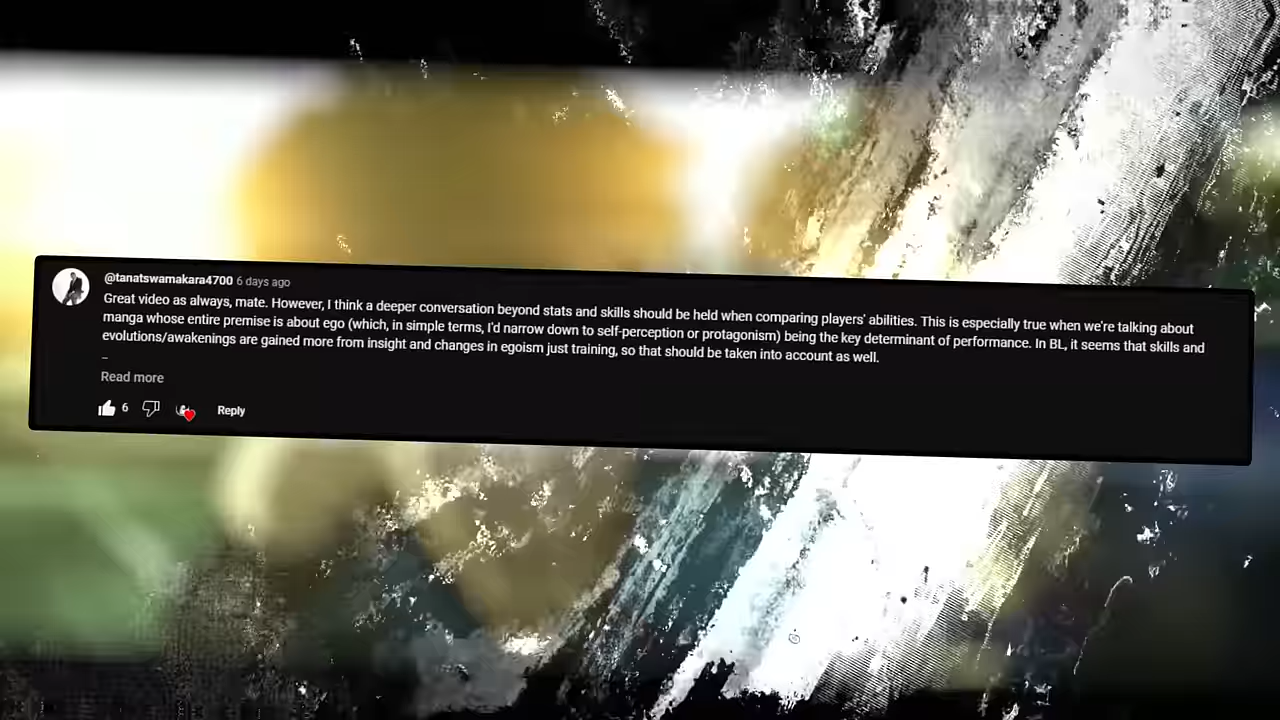 @tanatswamakara4700 6 days ago
Great video as always, mate. However, I think a deeper conversation beyond stats and skills should be held when comparing players' abilities. This is especially true when we're talking about
manga whose entire premise is about ego (which, in simple terms, I'd narrow down to self-perception or protagonism) being the key determinant of performance. In BL, it seems that skills and
evolutions/awakenings are gained more from insight and changes in egoism just training, so that should be taken into account as well.
_
Read more
6 Reply